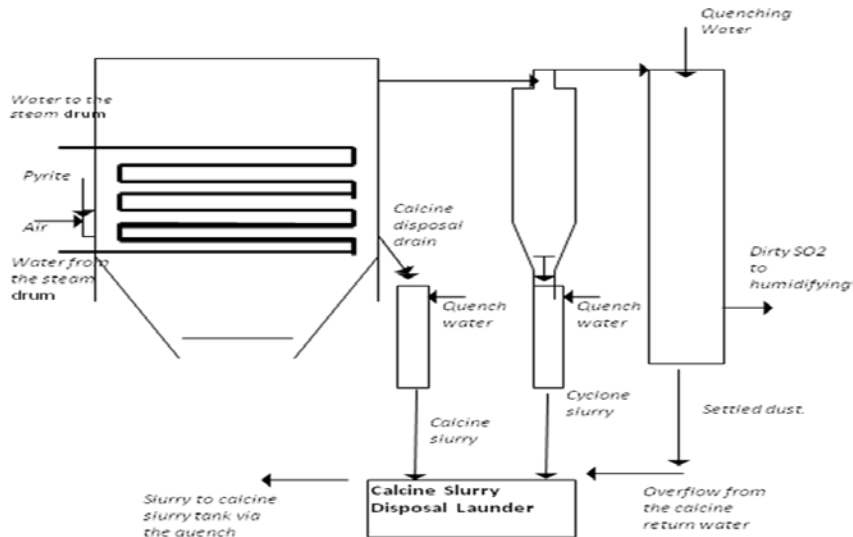 Quenching
Water
Water to the
steam drum
Pyrite
Air
Water from
the steam
drum
Calcine
disposal
drain
Quench
water
Quench
water
Dirty SO2
to
humidifying
Calcine
slurry
Cyclone
slurry
Settled dust.
Calcine Slurry
Disposal Launder
Slurry to calcine
slurry tank via
the quench
Overflow from
the calcine
return water